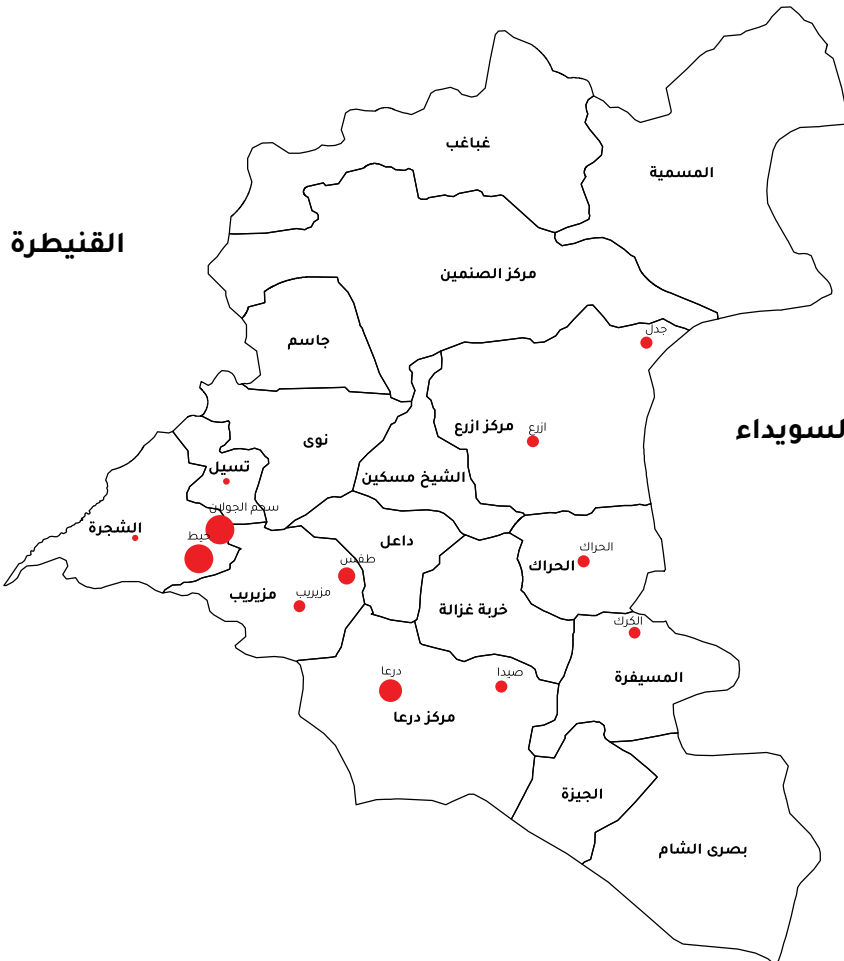 غباغب
المسمية
القنيطرة
مركز الصنمين
جدل
جاسم
السويداء
مركز ازرع
ازرع
نوى
الشيخ مسكين
تسيل
سحم الجولان
الشجرة
حيط
داعل
الحراك
الحراك
طفس
مزيريب
مزيريب
خربة غزالة
الكرك
المسيفرة
درعا
صيدا
مركز درعا
الجيزة
بصرى الشام